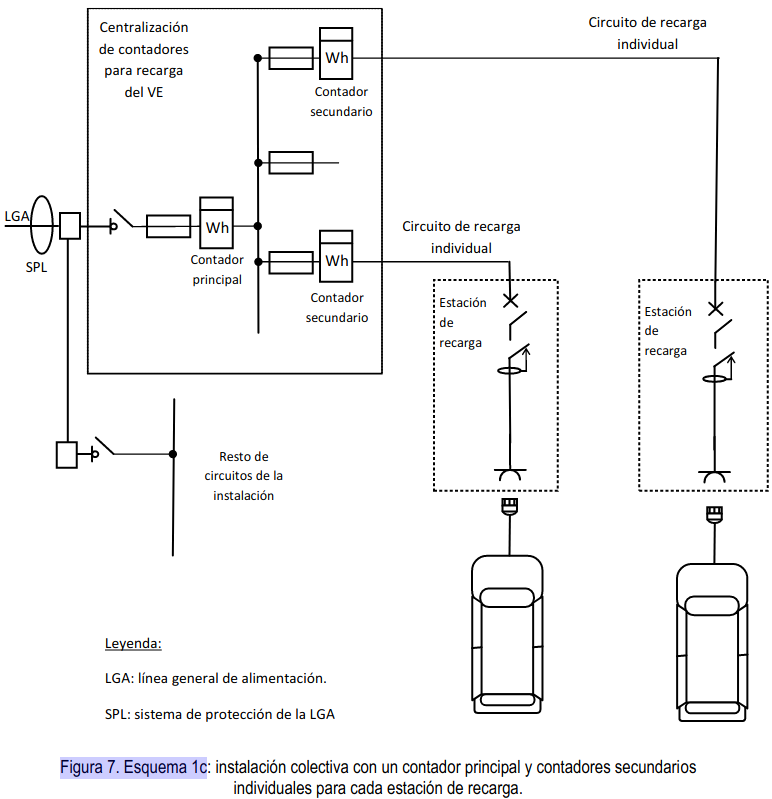 Centralización
de contadores
para recarga
del VE
Wh
Contador
secundario
Circuito de recarga
individual
LGA
SPL
Wh
Contador
principal
Wh
Contador
secundario
Circuito de recarga
individual
Estación
de
recarga
Estación
de
recarga
Resto de
circuitos de la
instalación
Leyenda:
LGA: línea general de alimentación.
SPL: sistema de protección de la LGA
Figura 7. Esquema 1c: instalación colectiva con un contador principal y contadores secundarios
individuales para cada estación de recarga.